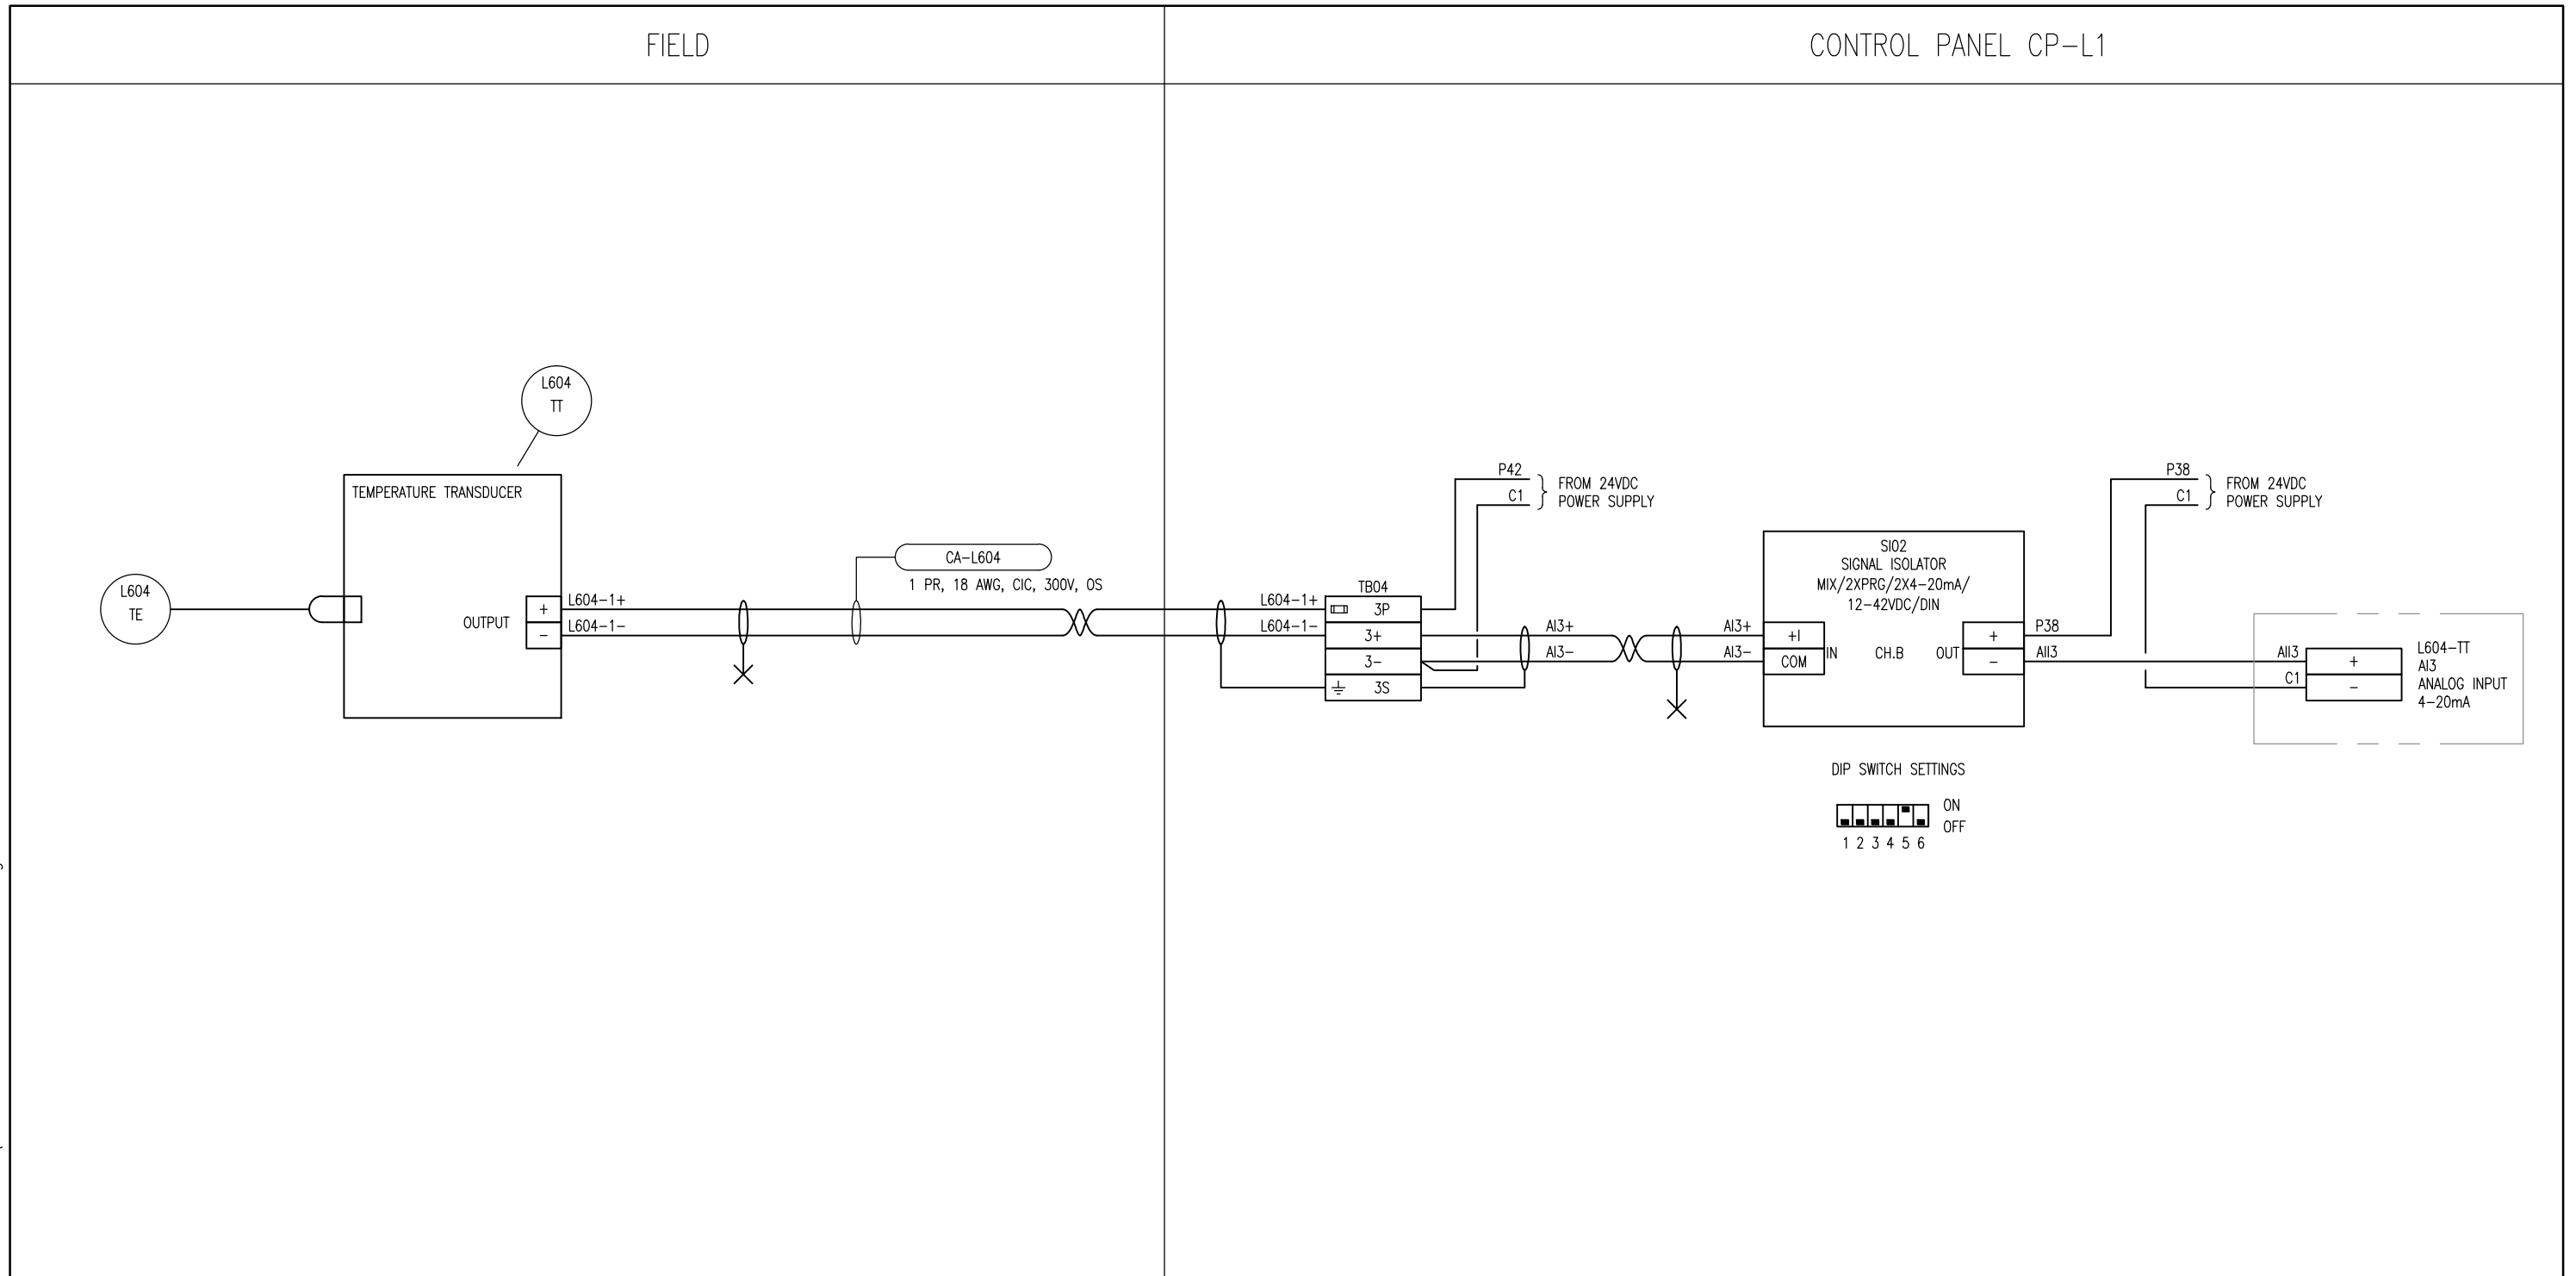 FIELD
CONTROL PANEL CP-L1
L604
TT
TEMPERATURE TRANSDUCER
L604
TE
OUTPUT
+
-
L604-1+
L604-1-
CA-L604
1 PR, 18 AWG, CIC, 300V, OS
L604-1+
L604-1-
TB04
3P
3+
3-
3S
P42
C1
FROM 24VDC
POWER SUPPLY
AI3+
AI3-
AI3+
AI3-
SI02
SIGNAL ISOLATOR
MIX/2XPRG/2X4-20mA/
12-42VDC/DIN
+I
COM
IN
CH.B
OUT
+
-
P38
AII3
P38
C1
FROM 24VDC
POWER SUPPLY
AII3
C1
+
-
L604-TT
AI3
ANALOG INPUT
4-20mA
DIP SWITCH SETTINGS
ON
OFF
1 2 3 4 5 6